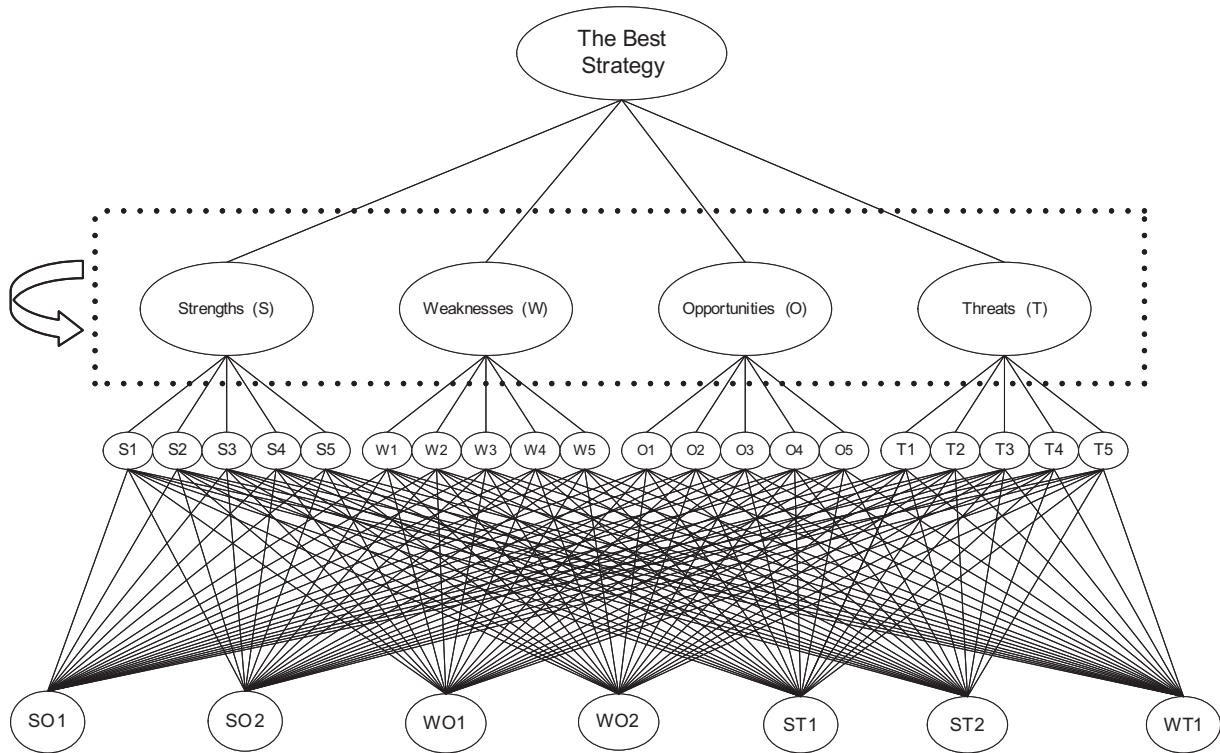 The Best
Strategy
Strengths (S)
Weaknesses (W)
Opportunities (O)
Threats (T)
S1 S2 S3 S4 S5 W1 W2 W3 W4 W5 O1 O2 O3 O4 O5 T1 T2 T3 T4 T5
SO1 SO2 WO1 WO2 ST1 ST2 WT1